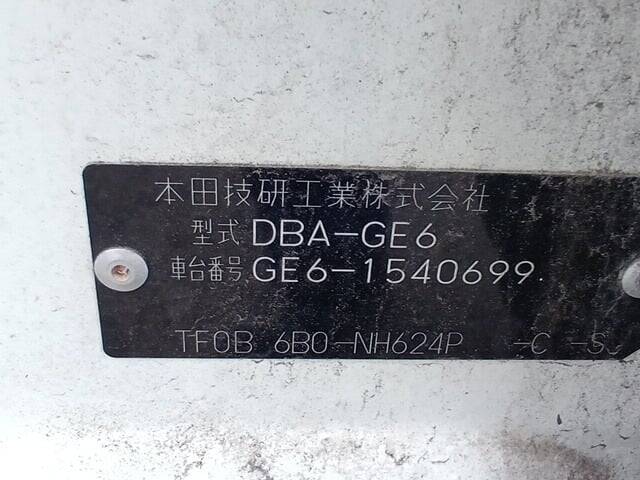 本田技研工業株式会社
型式 DBA-GE6
車台番号 GE6-1540699.
TF0B 6B0-NH624P -C -S